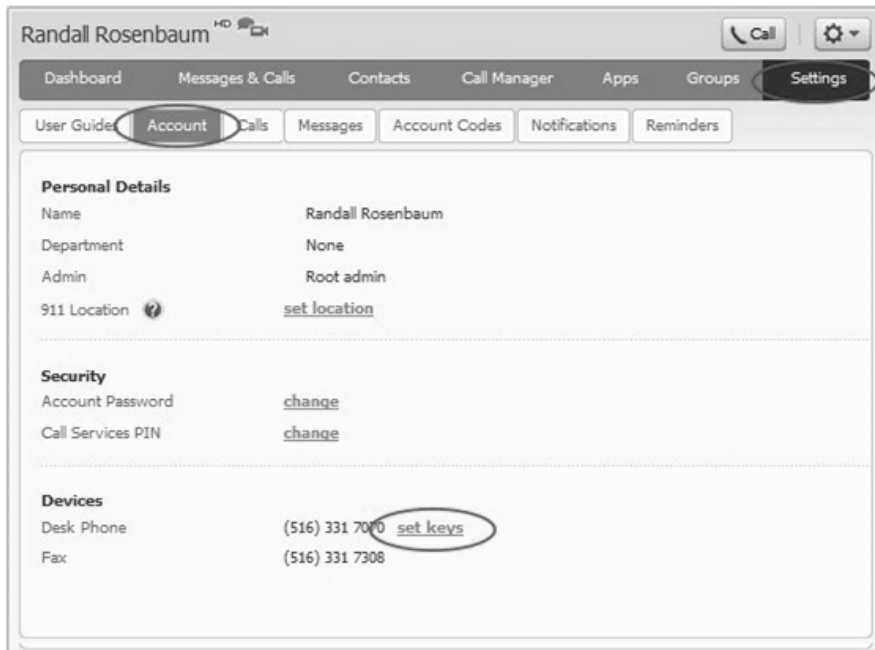 Randall Rosenbaum HD
Call
Dashboard Messages & Calls Contacts Call Manager Apps Groups Settings
User Guides Account Calls Messages Account Codes Notifications Reminders
Personal Details
Name Randall Rosenbaum
Department None
Admin Root admin
911 Location ? set location
Security
Account Password change
Call Services PIN change
Devices
Desk Phone (516) 331 7070 set keys
Fax (516) 331 7308